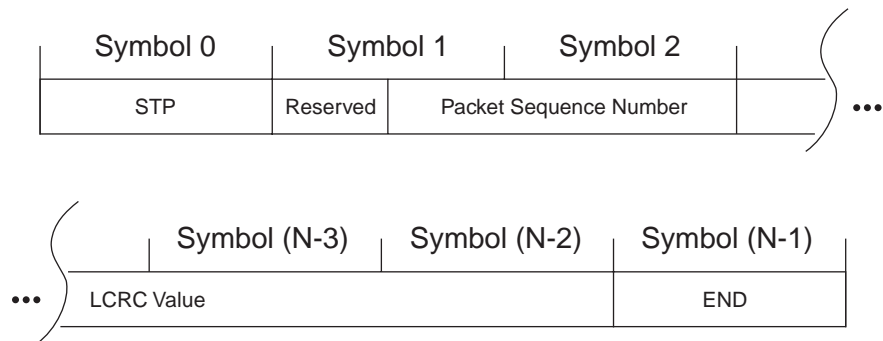 Symbol 0 Symbol 1 Symbol 2
STP Reserved Packet Sequence Number
•••
Symbol (N-3) Symbol (N-2) Symbol (N-1)
••• LCRC Value END